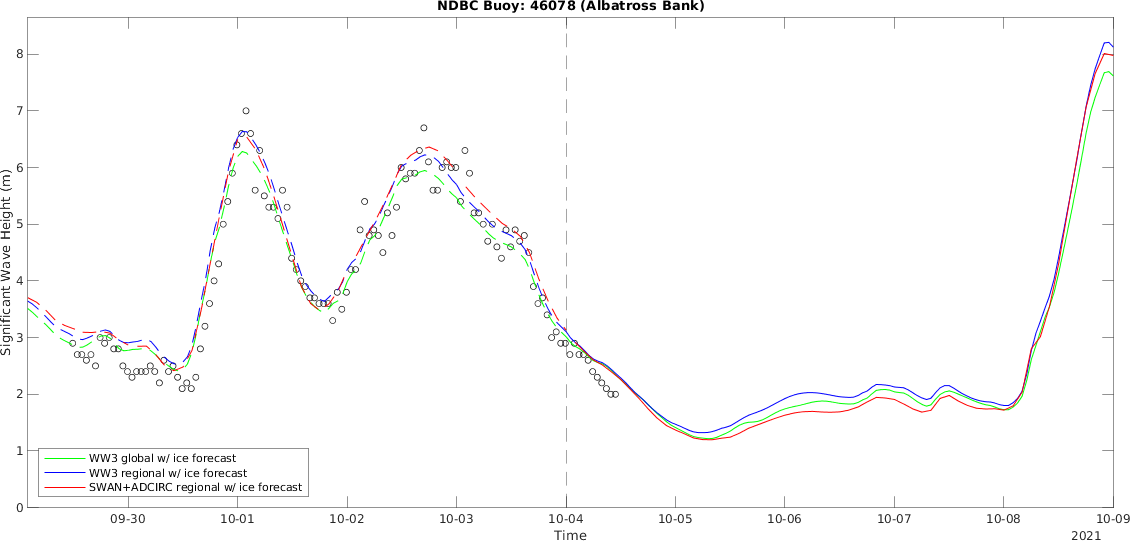 NDBC Buoy: 46078 (Albatross Bank)
Significant Wave Height (m)
8
7
6
5
4
3
2
1
0
WW3 global w/ ice forecast
WW3 regional w/ ice forecast
SWAN+ADCIRC regional w/ ice forecast
09-30 10-01 10-02 10-03 10-04 10-05 10-06 10-07 10-08 10-09
Time
2021